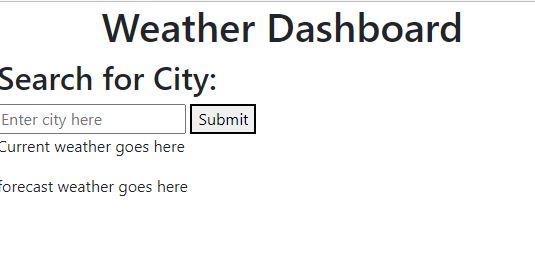 Weather Dashboard
Search for City:
Enter city here Submit
Current weather goes here
forecast weather goes here